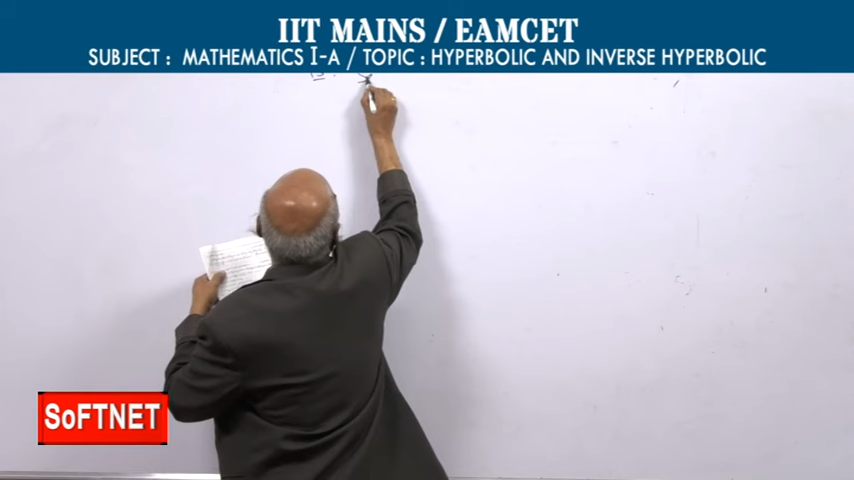 IIT MAINS / EAMCET
SUBJECT : MATHEMATICS I-A / TOPIC : HYPERBOLIC AND INVERSE HYPERBOLIC
SoFTNET